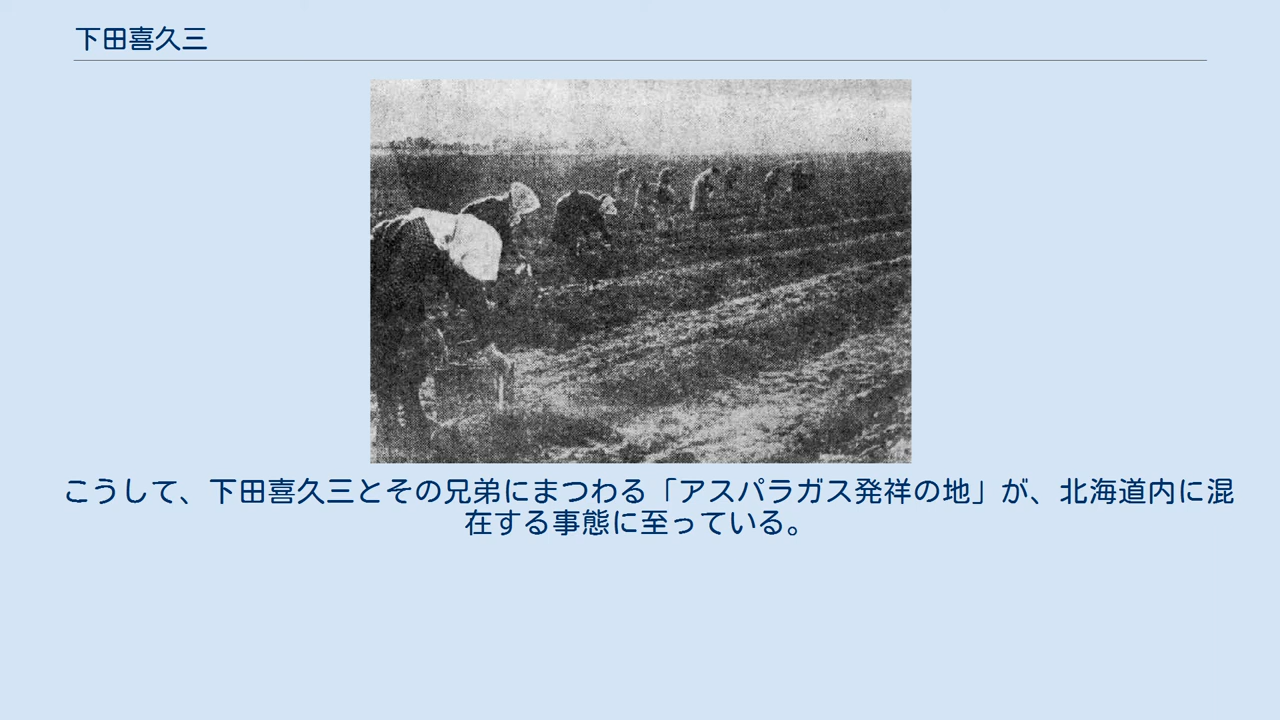 下田喜久三
こうして、下田喜久三とその兄弟にまつわる「アスパラガス発祥の地」が、北海道内に混
在する事態に至っている。